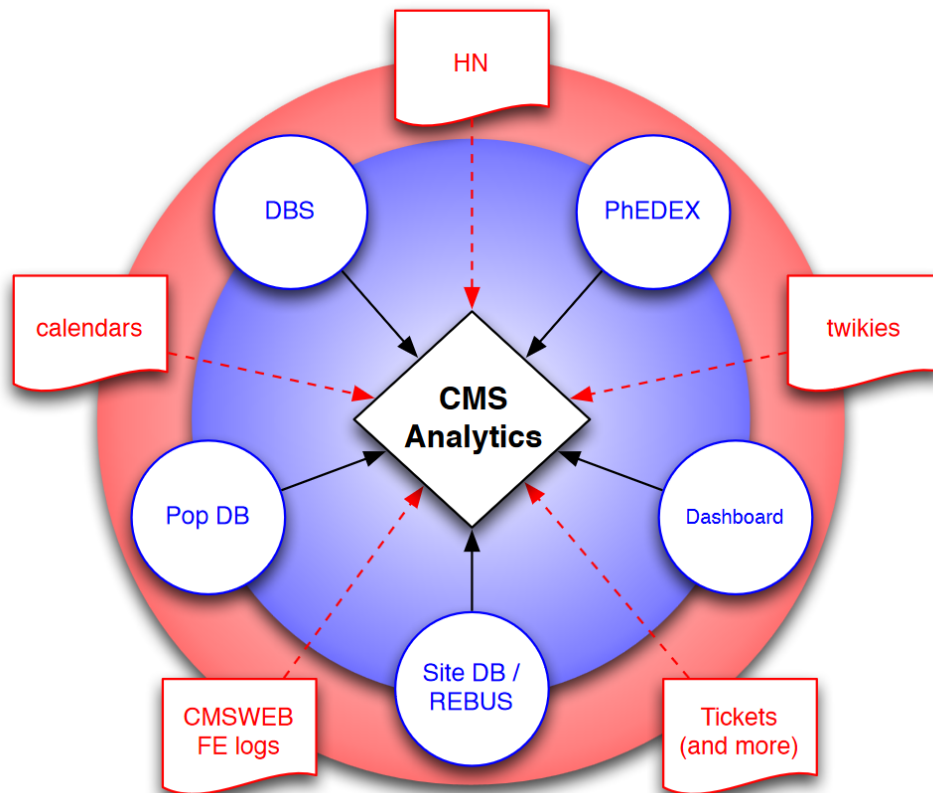 HN
DBS
PhEDEX
calendars
twikies
CMS
Analytics
Pop DB
Dashboard
Site DB /
REBUS
CMSWEB
FE logs
Tickets
(and more)